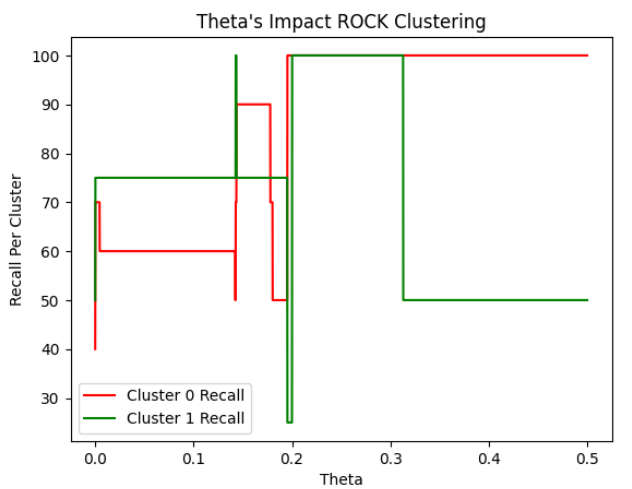 Theta's Impact ROCK Clustering
Recall Per Cluster
100
90
80
70
60
50
40
30
Cluster 0 Recall
Cluster 1 Recall
0.0 0.1 0.2 0.3 0.4 0.5
Theta